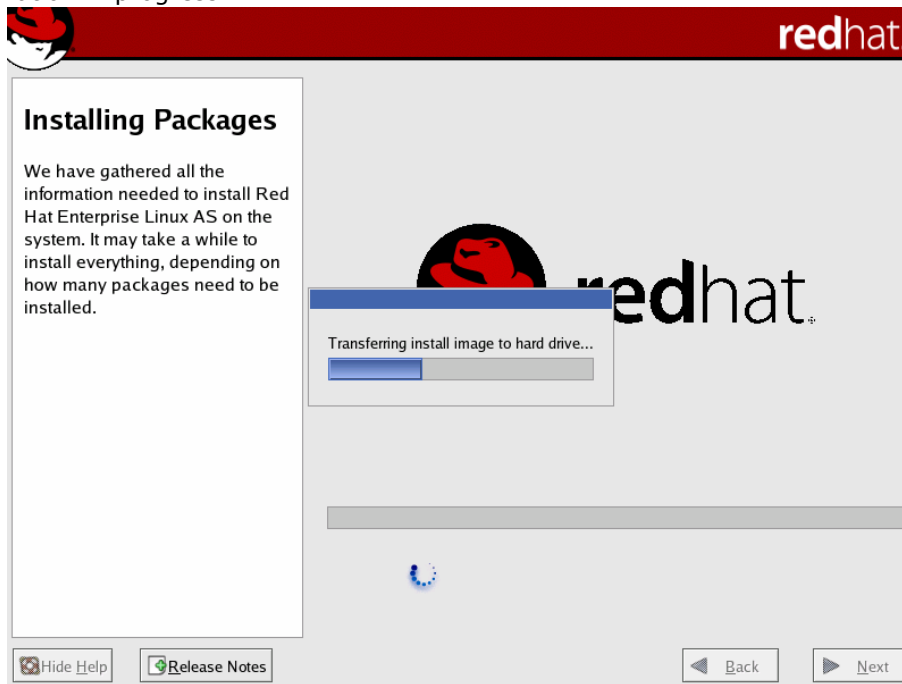 redhat.
Installing Packages
We have gathered all the
information needed to install Red
Hat Enterprise Linux AS on the
system. It may take a while to
install everything, depending on
how many packages need to be
installed.
redhat.
Transferring install image to hard drive...
Hide Help
Release Notes
Back
Next